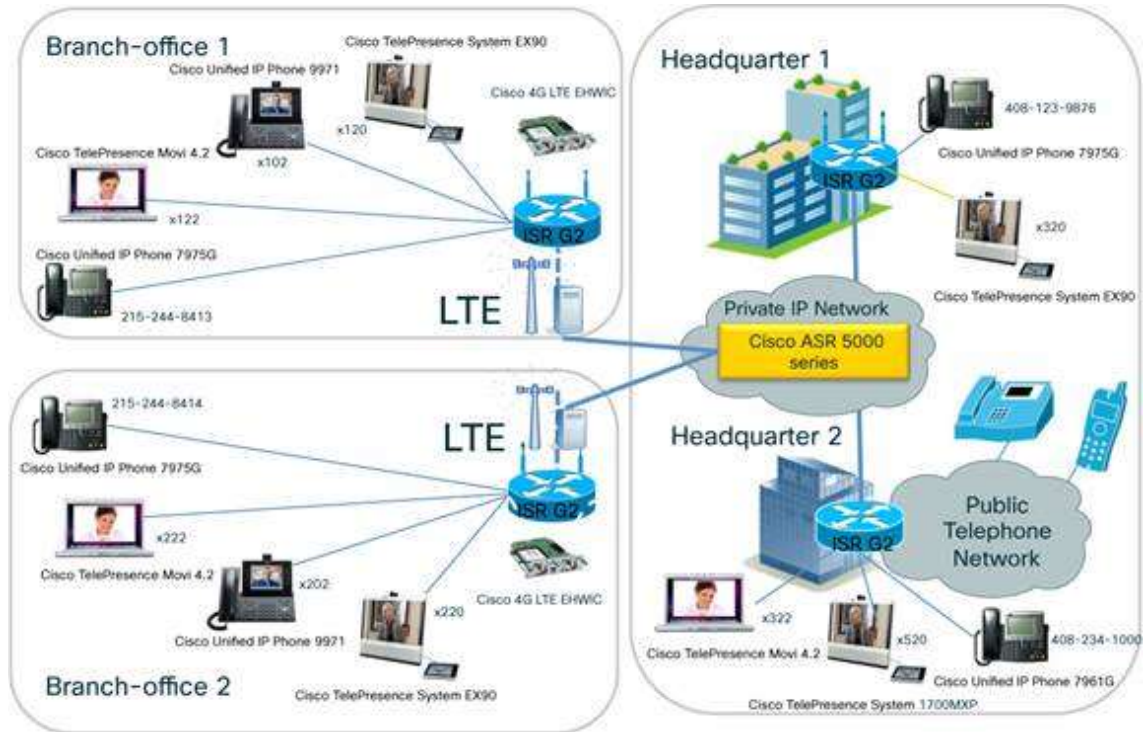 Branch-office 1
Cisco TelePresence System EX90
Cisco Unified IP Phone 9971
Cisco 4G LTE EHWIC
x120
x102
Cisco TelePresence Movi 4.2
x122
ISR G2
Cisco Unified IP Phone 7975G
215-244-8413
LTE
Headquarter 1
408-123-9876
Cisco Unified IP Phone 7975G
ISR G2
x320
Cisco TelePresence System EX90
Private IP Network
Cisco ASR 5000
series
215-244-8414
LTE
Cisco Unified IP Phone 7975G
ISR G2
x222
Cisco TelePresence Movi 4.2
x202
x220
Cisco 4G LTE EHWIC
Cisco Unified IP Phone 9971
Branch-office 2
Cisco TelePresence System EX90
Headquarter 2
Public
Telephone
Network
ISR G2
x322
x520
408-234-1000
Cisco TelePresence Movi 4.2
Cisco Unified IP Phone 7961G
Cisco TelePresence System 1700MXP